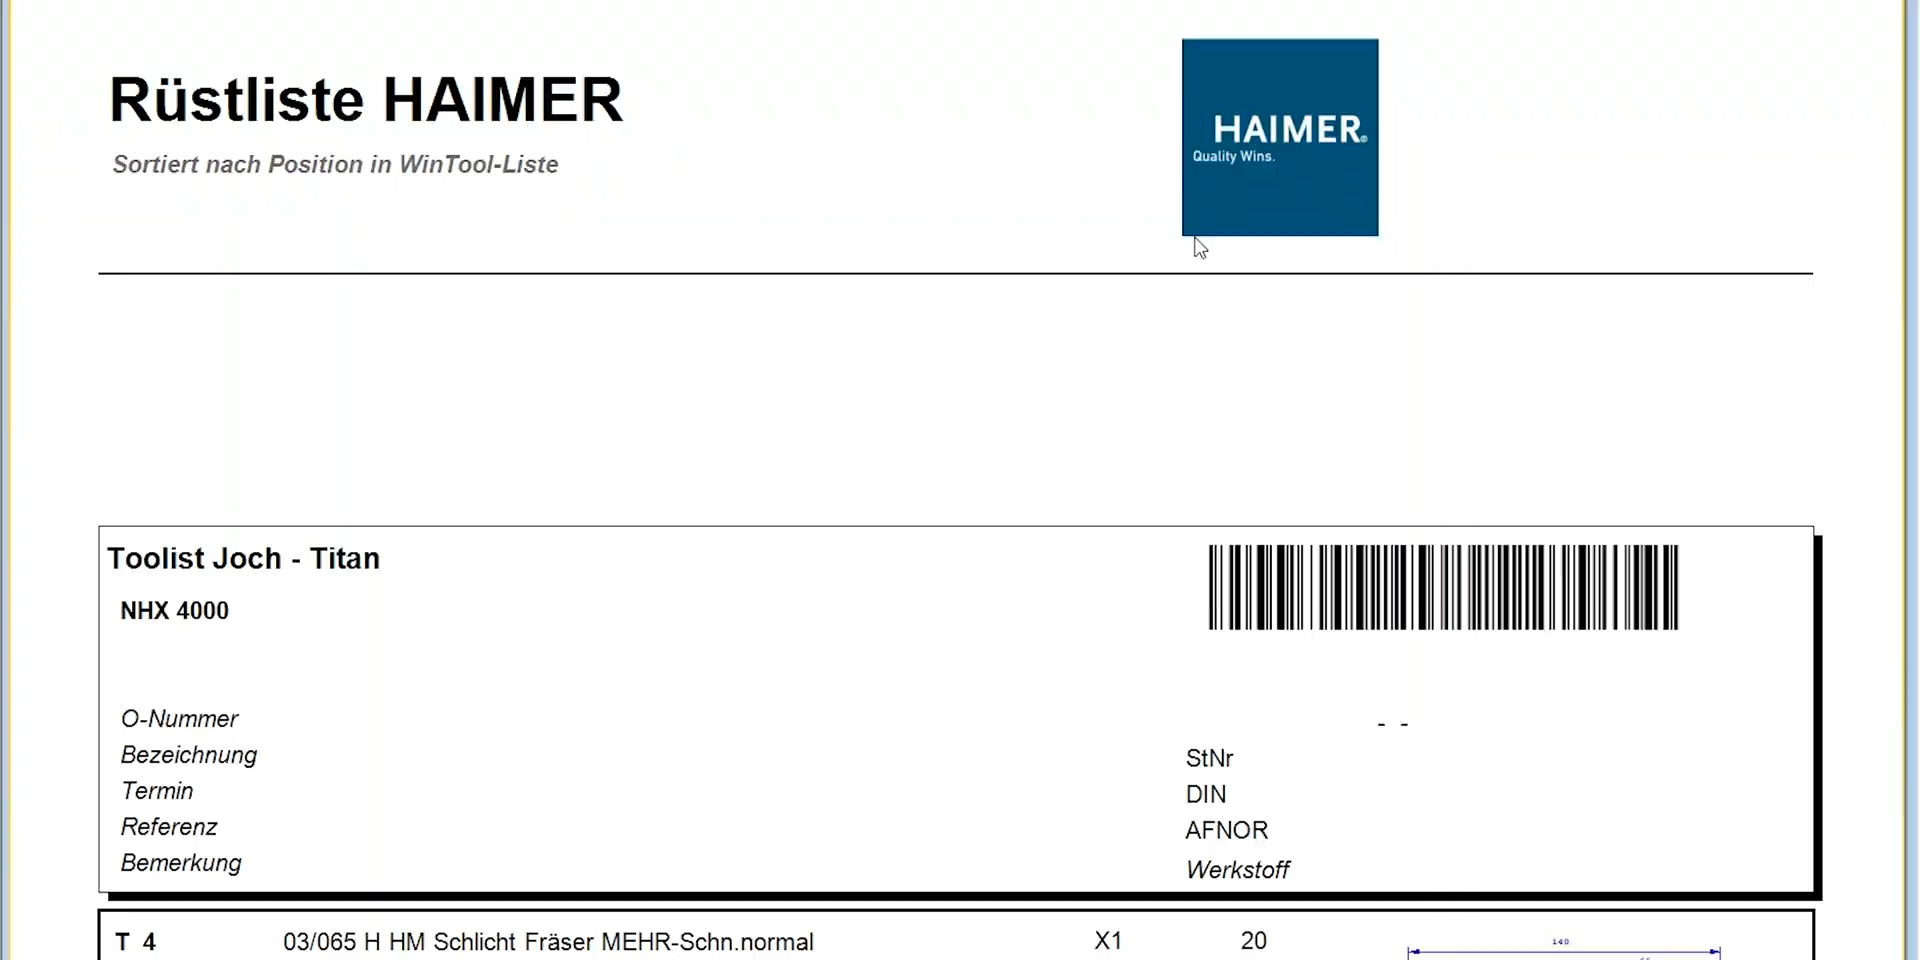 Rüstliste HAIMER
Sortiert nach Position in WinTool-Liste
HAIMER®
Quality Wins.
Toolist Joch - Titan
NHX 4000
O-Nummer
- -
Bezeichnung
StNr
Termin
DIN
Referenz
AFNOR
Bemerkung
Werkstoff
T 4 03/065 H HM Schlicht Fräser MEHR-Schn.normal X1 20
140